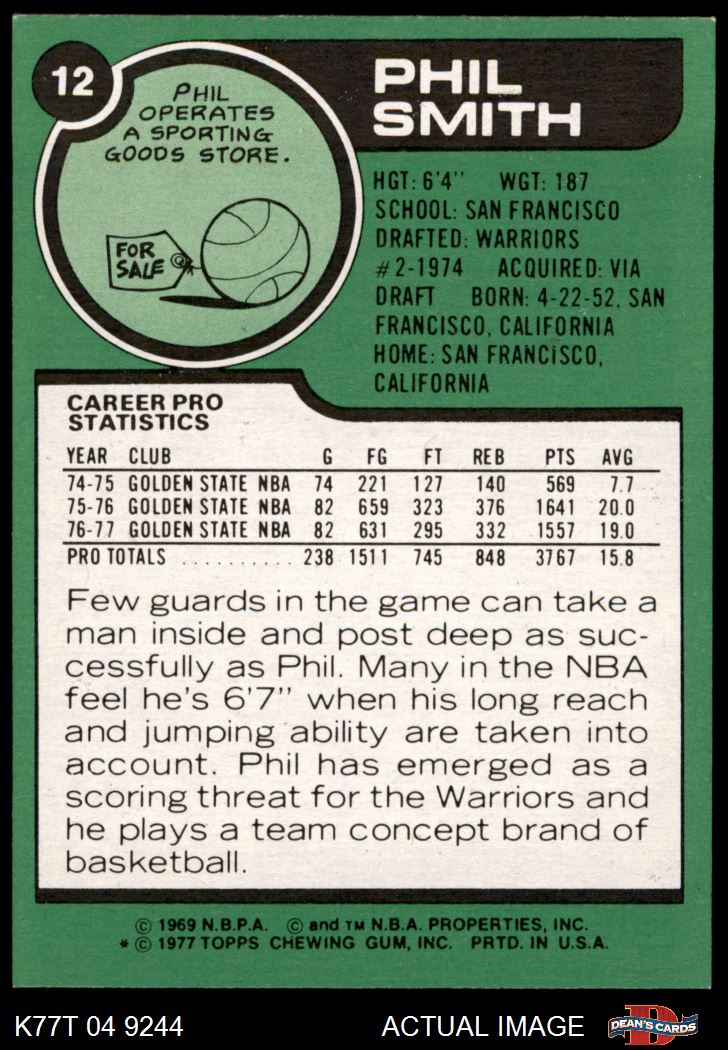 12
PHIL
OPERATES
A SPORTING
GOODS STORE.
FOR
SALE
PHIL
SMITH
HGT: 6'4" WGT: 187
SCHOOL: SAN FRANCISCO
DRAFTED: WARRIORS
#2-1974 ACQUIRED: VIA
DRAFT BORN: 4-22-52, SAN
FRANCISCO, CALIFORNIA
HOME: SAN FRANCISCO,
CALIFORNIA
CAREER PRO
STATISTICS
YEAR CLUB G FG FT REB PTS AVG
74-75 GOLDEN STATE NBA 74 221 127 140 569 7.7
75-76 GOLDEN STATE NBA 82 659 323 376 1641 20.0
76-77 GOLDEN STATE NBA 82 631 295 332 1557 19.0
PRO TOTALS . . . . . . . . . . 238 1511 745 848 3767 15.8
Few guards in the game can take a
man inside and post deep as suc-
cessfully as Phil. Many in the NBA
feel he's 6'7" when his long reach
and jumping ability are taken into
account. Phil has emerged as a
scoring threat for the Warriors and
he plays a team concept brand of
basketball.
© 1969 N.B.P.A. © and TM N.B.A. PROPERTIES, INC.
* © 1977 TOPPS CHEWING GUM, INC. PRTD. IN U.S.A.
K77T 04 9244 ACTUAL IMAGE
D
DEAN'S CARDS